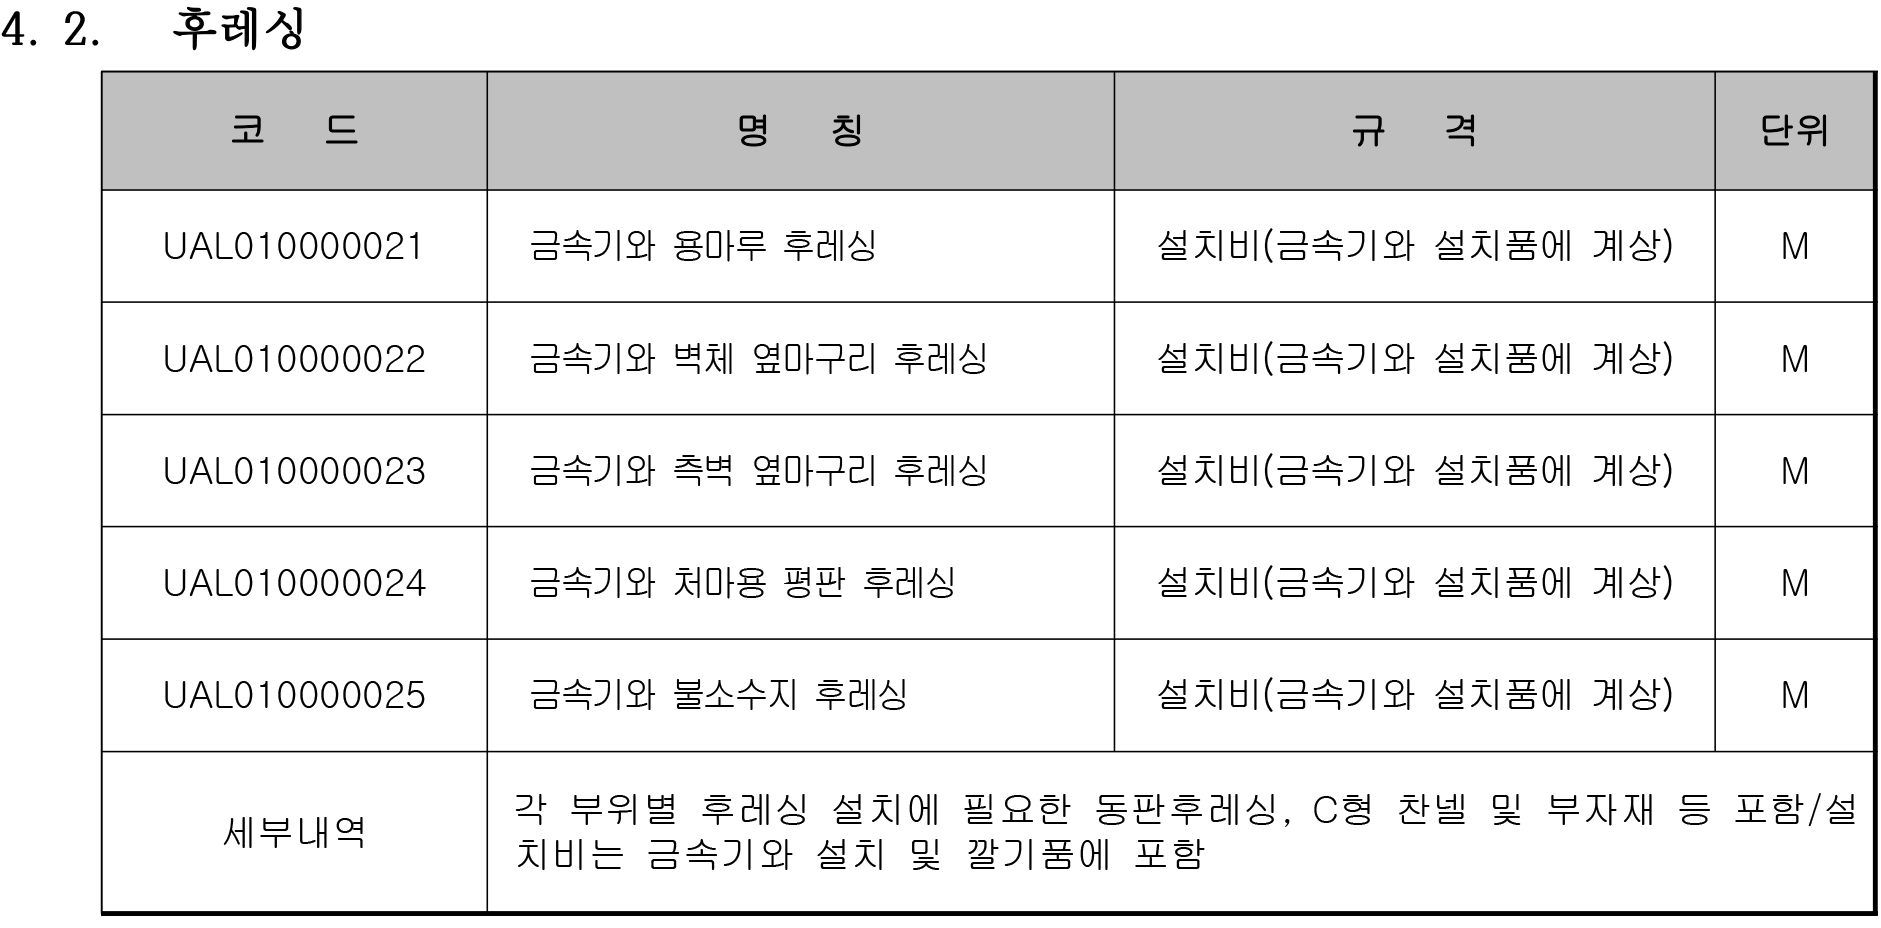 4. 2. 후레싱
코 드 명 칭 규 격 단위
UAL010000021 금속기와 용마루 후레싱 설치비(금속기와 설치품에 계상) M
UAL010000022 금속기와 벽체 옆마구리 후레싱 설치비(금속기와 설치품에 계상) M
UAL010000023 금속기와 측벽 옆마구리 후레싱 설치비(금속기와 설치품에 계상) M
UAL010000024 금속기와 처마용 평판 후레싱 설치비(금속기와 설치품에 계상) M
UAL010000025 금속기와 불소수지 후레싱 설치비(금속기와 설치품에 계상) M
세부내역
각 부위별 후레싱 설치에 필요한 동판후레싱, C형 찬넬 및 부자재 등 포함/설
치비는 금속기와 설치 및 깔기품에 포함